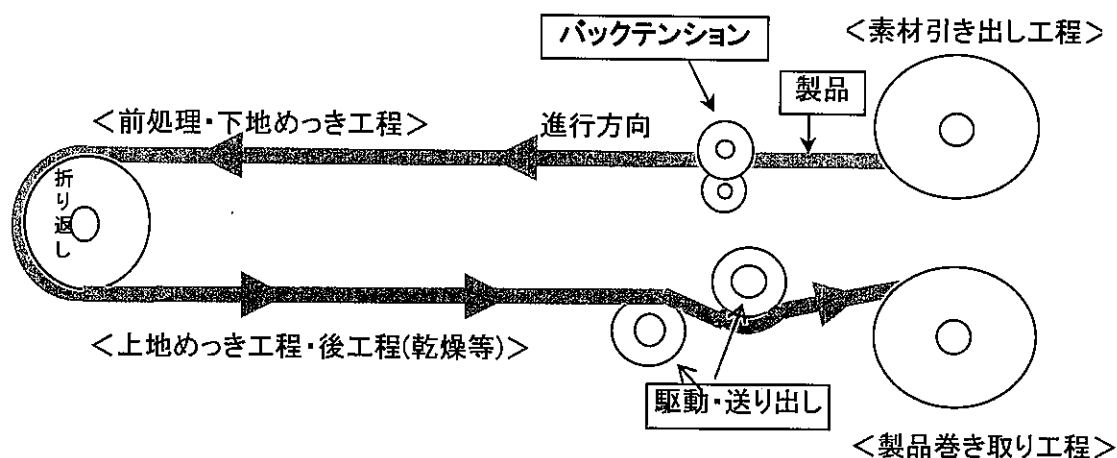 バックテンション
<素材引き出し工程>
製品
<前処理・下地めっき工程>
進行方向
折り返し
<上地めっき工程・後工程(乾燥等)>
駆動・送り出し
<製品巻き取り工程>